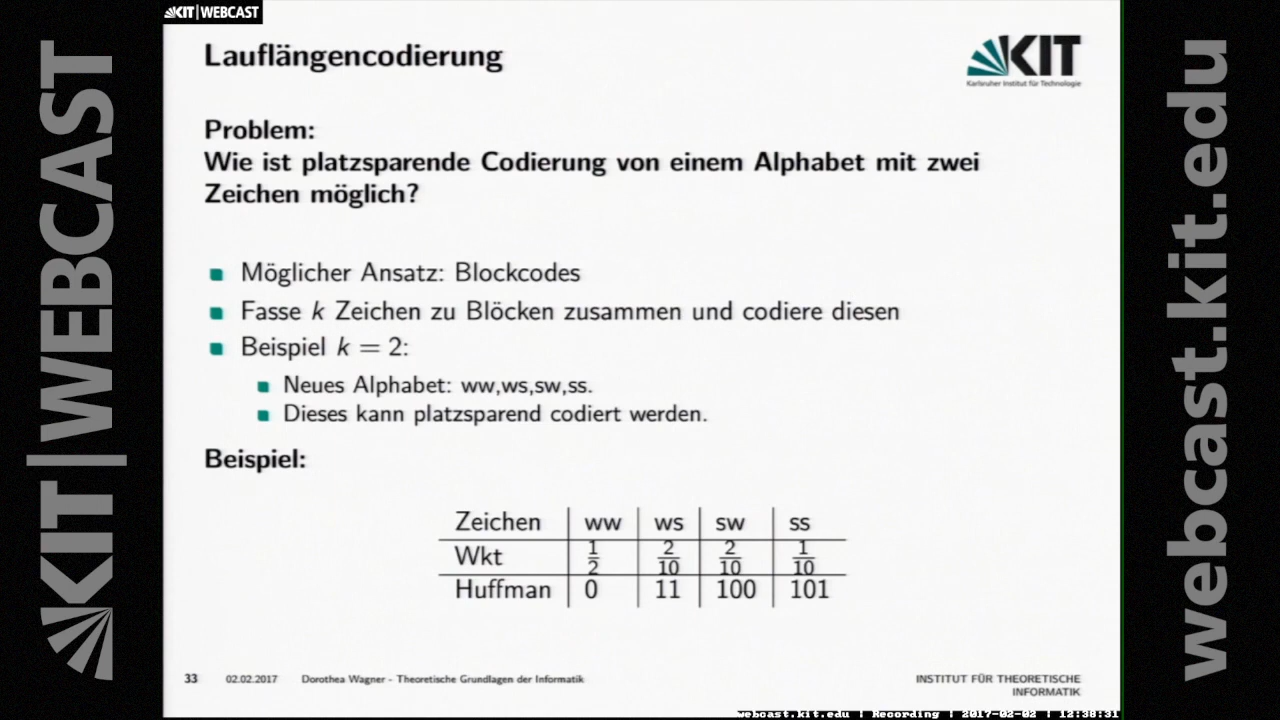 KIT|WEBCAST
Lauflängencodierung
KIT
Karlsruher Institut für Technologie
Problem:
Wie ist platzsparende Codierung von einem Alphabet mit zwei
Zeichen möglich?
Möglicher Ansatz: Blockcodes
Fasse k Zeichen zu Blöcken zusammen und codiere diesen
Beispiel k = 2:
Neues Alphabet: ww,ws,sw,ss.
Dieses kann platzsparend codiert werden.
Beispiel:
Zeichen ww ws sw ss
Wkt 1/2 2/10 2/10 1/10
Huffman 0 11 100 101
33 02.02.2017 Dorothea Wagner - Theoretische Grundlagen der Informatik
INSTITUT FÜR THEORETISCHE
INFORMATIK
webcast.kit.edu | Recording | 2017-02-02 | 12:38:31
KIT|WEBCAST
webcast.kit.edu